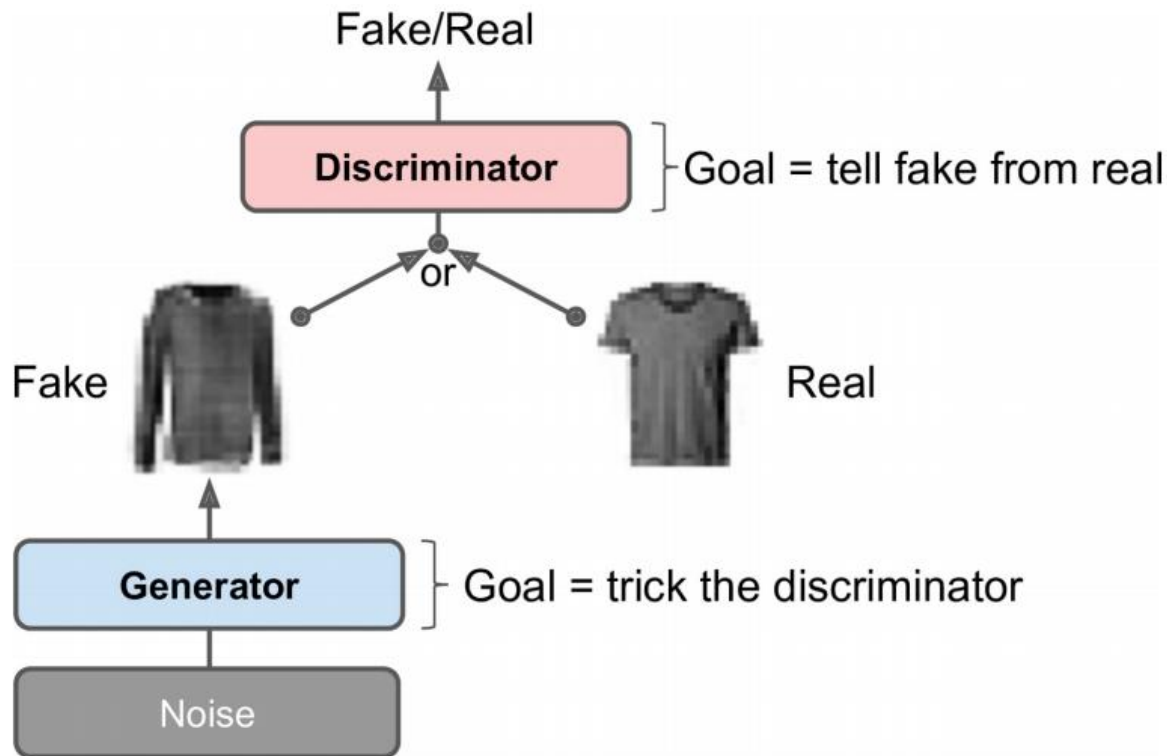 Fake/Real
Discriminator
Goal = tell fake from real
or
Fake
Real
Generator
Goal = trick the discriminator
Noise